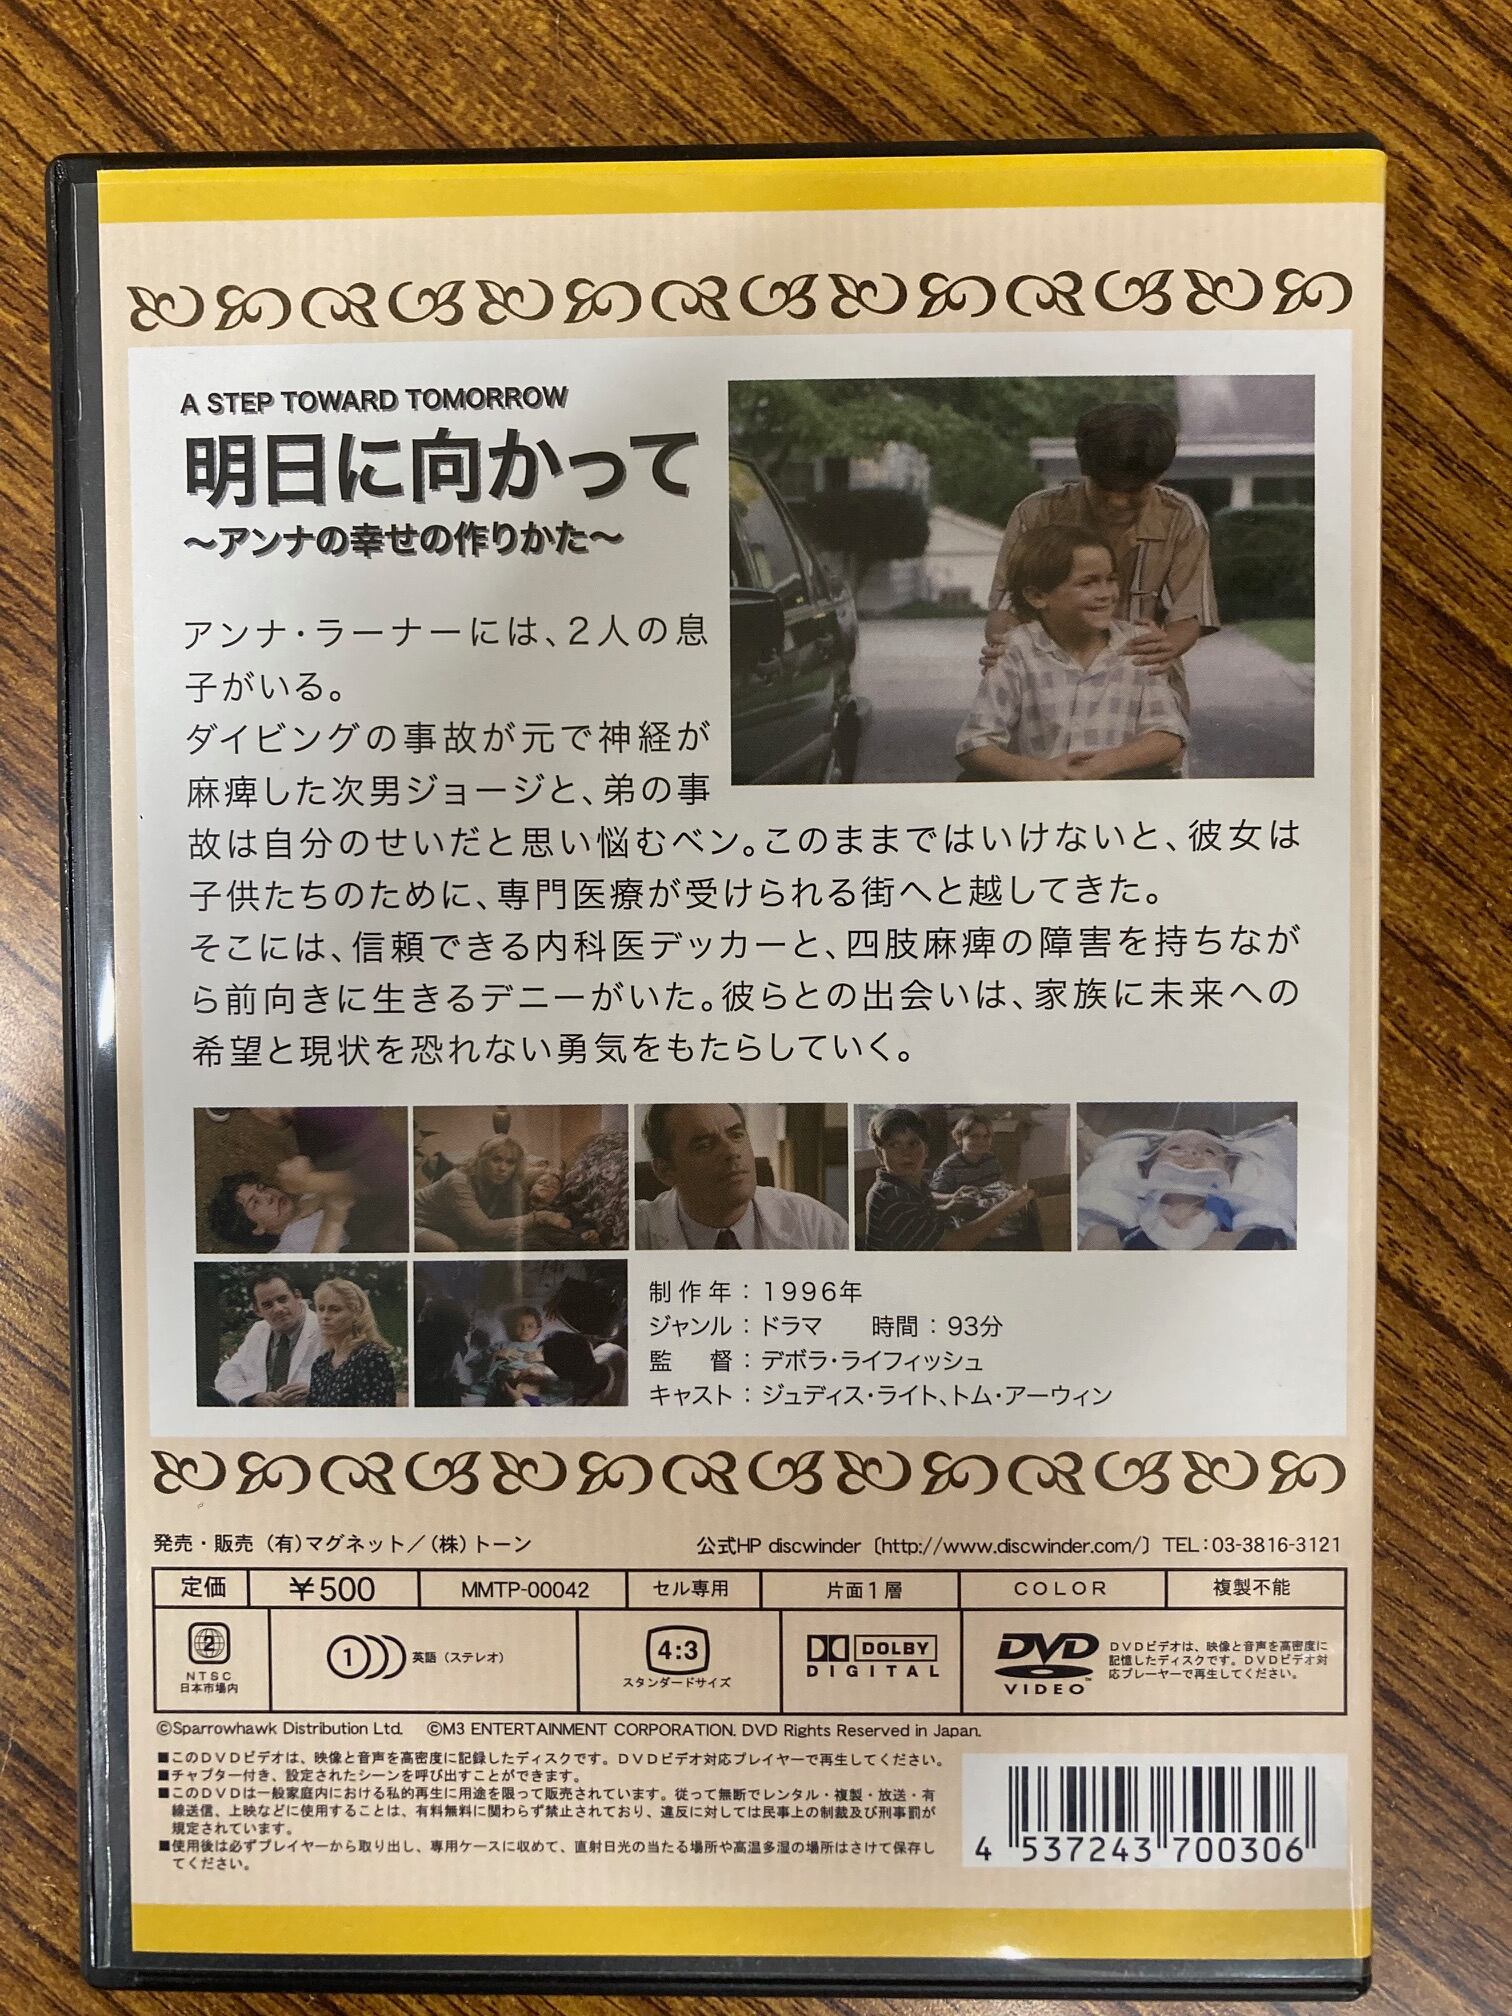 A STEP TOWARD TOMORROW
明日に向かって
〜アンナの幸せの作りかた〜
アンナ・ラーナーには、2人の息
子がいる。
ダイビングの事故が元で神経が
麻痺した次男ジョージと、弟の事
故は自分のせいだと思い悩むベン。このままではいけないと、彼女は
子供たちのために、専門医療が受けられる街へと越してきた。
そこには、信頼できる内科医デッカーと、四肢麻痺の障害を持ちなが
ら前向きに生きるデニーがいた。彼らとの出会いは、家族に未来への
希望と現状を恐れない勇気をもたらしていく。
制作年：1996年
ジャンル：ドラマ　時間：93分
監　督：デボラ・ライフィッシュ
キャスト：ジュディス・ライト、トム・アーウィン
発売・販売（有）マグネット／（株）トーン　公式HP discwinder〔http://www.discwinder.com/〕TEL：03-3816-3121
定価　¥500　MMTP-00042　セル専用　片面1層　COLOR　複製不能
2
NTSC
日本市場内
1 英語（ステレオ）
4:3
スタンダードサイズ
DOLBY
DIGITAL
DVD
VIDEO
DVDビデオは、映像と音声を高密度に
記憶したディスクです。DVDビデオ対
応プレーヤーで再生してください。
©Sparrowhawk Distribution Ltd.　©M3 ENTERTAINMENT CORPORATION. DVD Rights Reserved in Japan.
■このDVDビデオは、映像と音声を高密度に記録したディスクです。DVDビデオ対応プレイヤーで再生してください。
■チャプター付き、設定されたシーンを呼び出すことができます。
■このDVDは一般家庭内における私的再生に用途を限って販売されています。従って無断でレンタル・複製・放送・有
線送信、上映などに使用することは、有料無料に関わらず禁止されており、違反に対しては民事上の制裁及び刑事罰が
規定されています。
■使用後は必ずプレイヤーから取り出し、専用ケースに収めて、直射日光の当たる場所や高温多湿の場所はさけて保存し
てください。
4 537243 700306